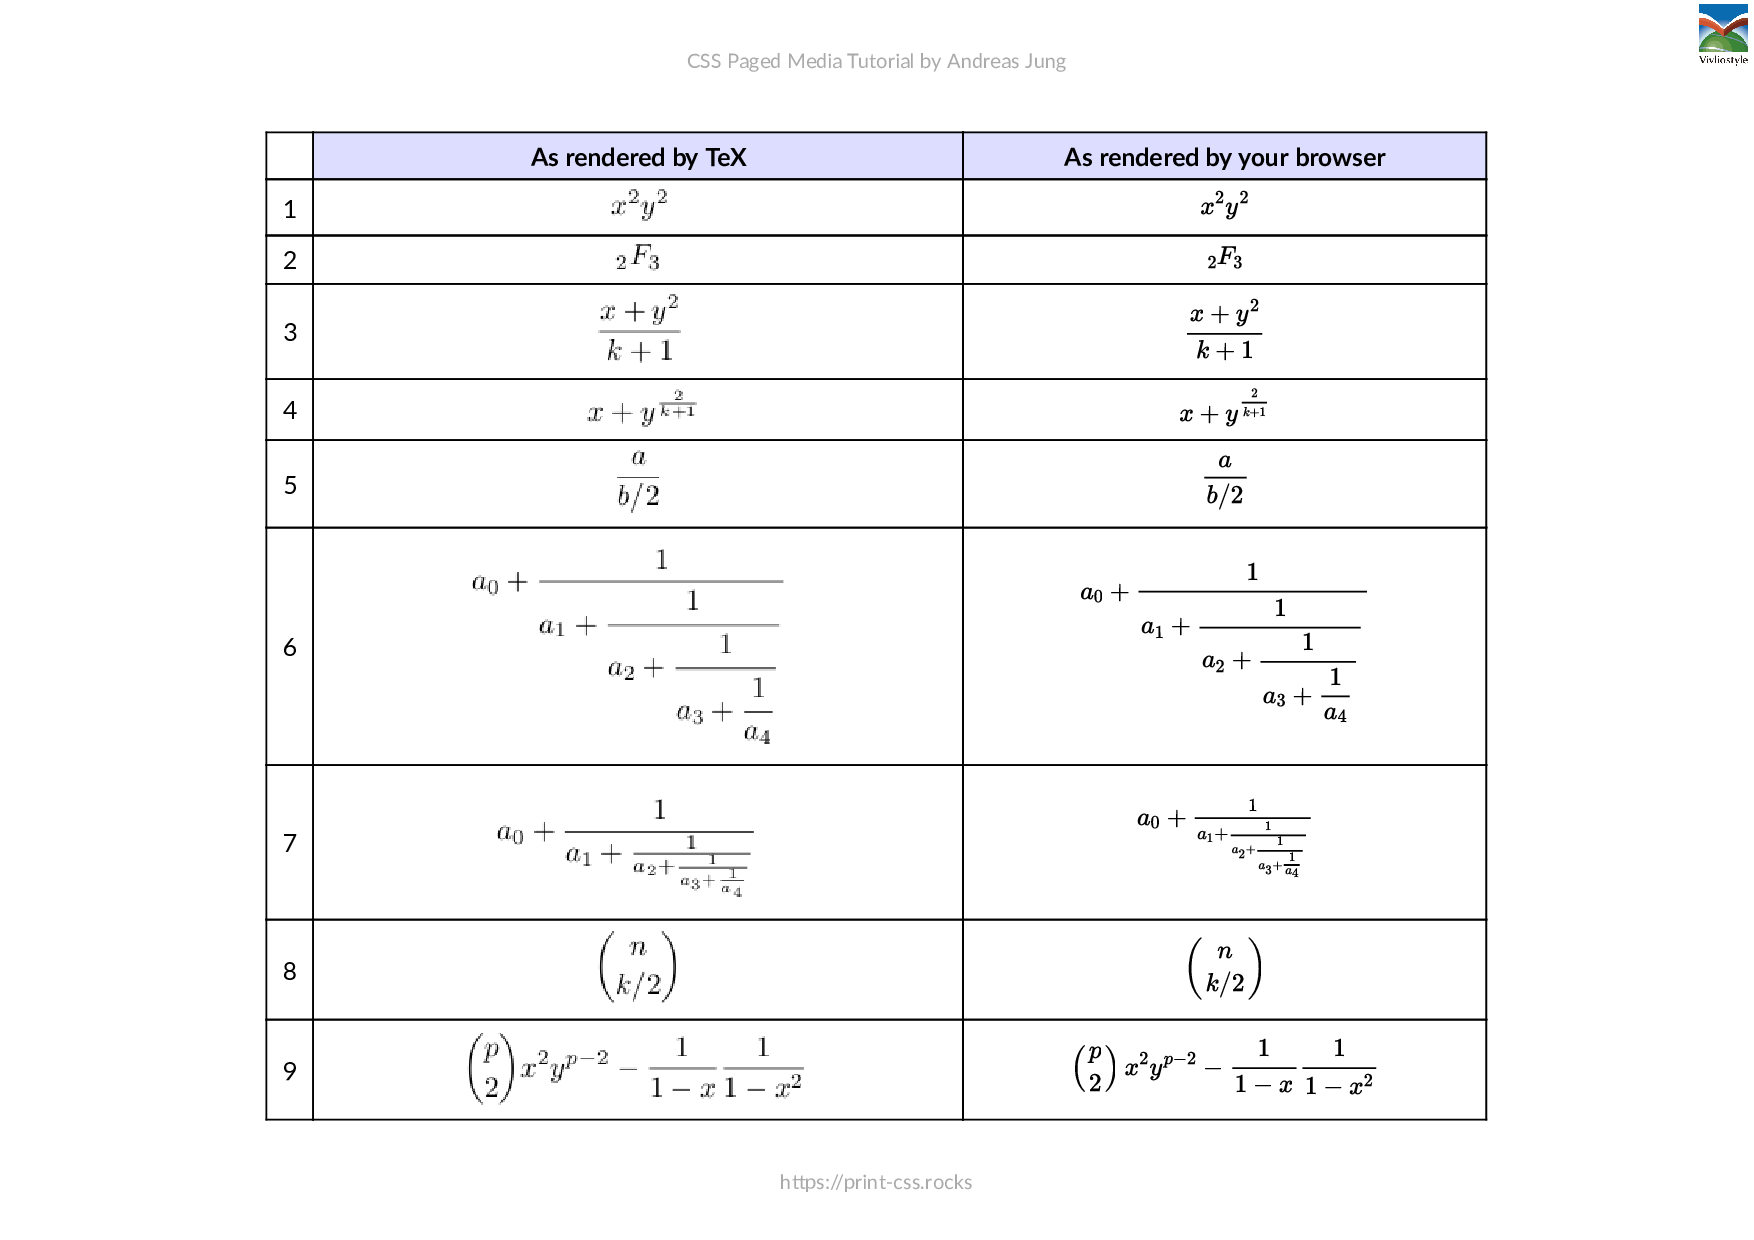 Vivliostyle
CSS Paged Media Tutorial by Andreas Jung
As rendered by TeX As rendered by your browser
1 $x^2y^2$ $x^2y^2$
2 ${}_2F_3$ ${}_2F_3$
3 $\frac{x+y^2}{k+1}$ $\frac{x+y^2}{k+1}$
4 $x+y^{\frac{2}{k+1}}$ $x+y^{\frac{2}{k+1}}$
5 $\frac{a}{b/2}$ $\frac{a}{b/2}$
6 $a_0+\cfrac{1}{a_1+\cfrac{1}{a_2+\cfrac{1}{a_3+\cfrac{1}{a_4}}}}$ $a_0+\cfrac{1}{a_1+\cfrac{1}{a_2+\cfrac{1}{a_3+\cfrac{1}{a_4}}}}$
7 $a_0+\frac{1}{a_1+\frac{1}{a_2+\frac{1}{a_3+\frac{1}{a_4}}}}$ $a_0+\frac{1}{a_1+\frac{1}{a_2+\frac{1}{a_3+\frac{1}{a_4}}}}$
8 $\binom{n}{k/2}$ $\binom{n}{k/2}$
9 $\binom{p}{2}x^2y^{p-2}-\frac{1}{1-x}\frac{1}{1-x^2}$ $\binom{p}{2}x^2y^{p-2}-\frac{1}{1-x}\frac{1}{1-x^2}$
https://print-css.rocks